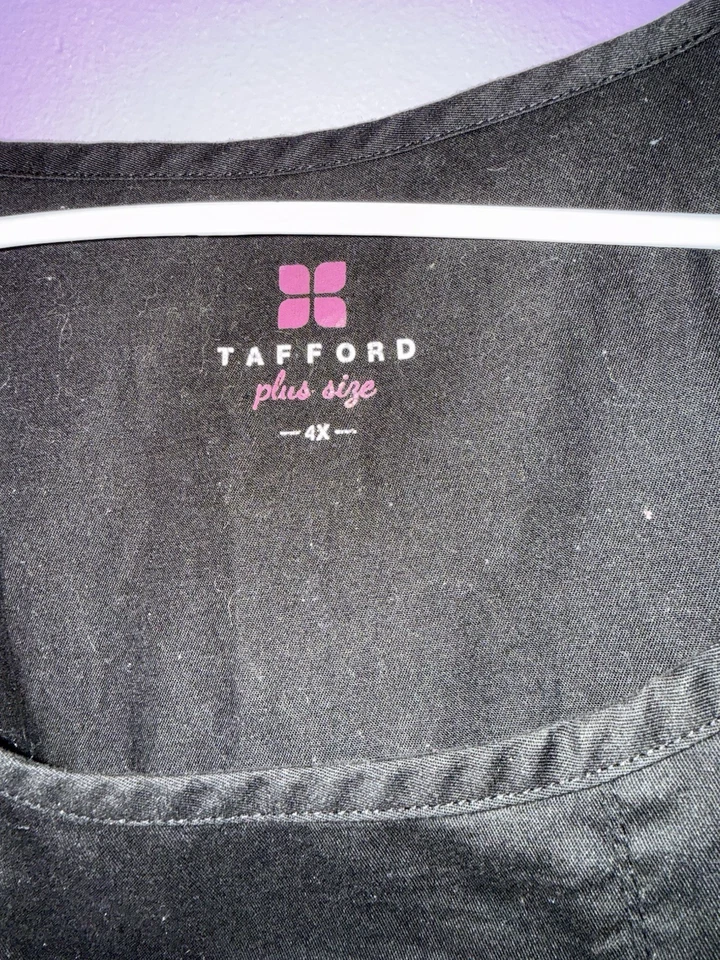 TAFFORD
plus size
—4X—